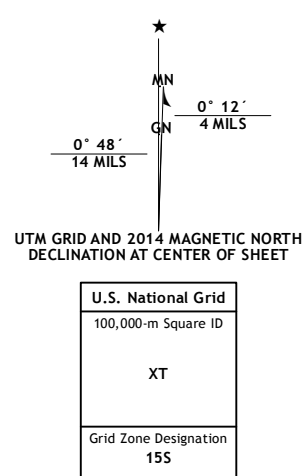 ★
MN
0° 12´
4 MILS
GN
0° 48´
14 MILS
UTM GRID AND 2014 MAGNETIC NORTH
DECLINATION AT CENTER OF SHEET
U.S. National Grid
100,000-m Square ID
XT
Grid Zone Designation
15S